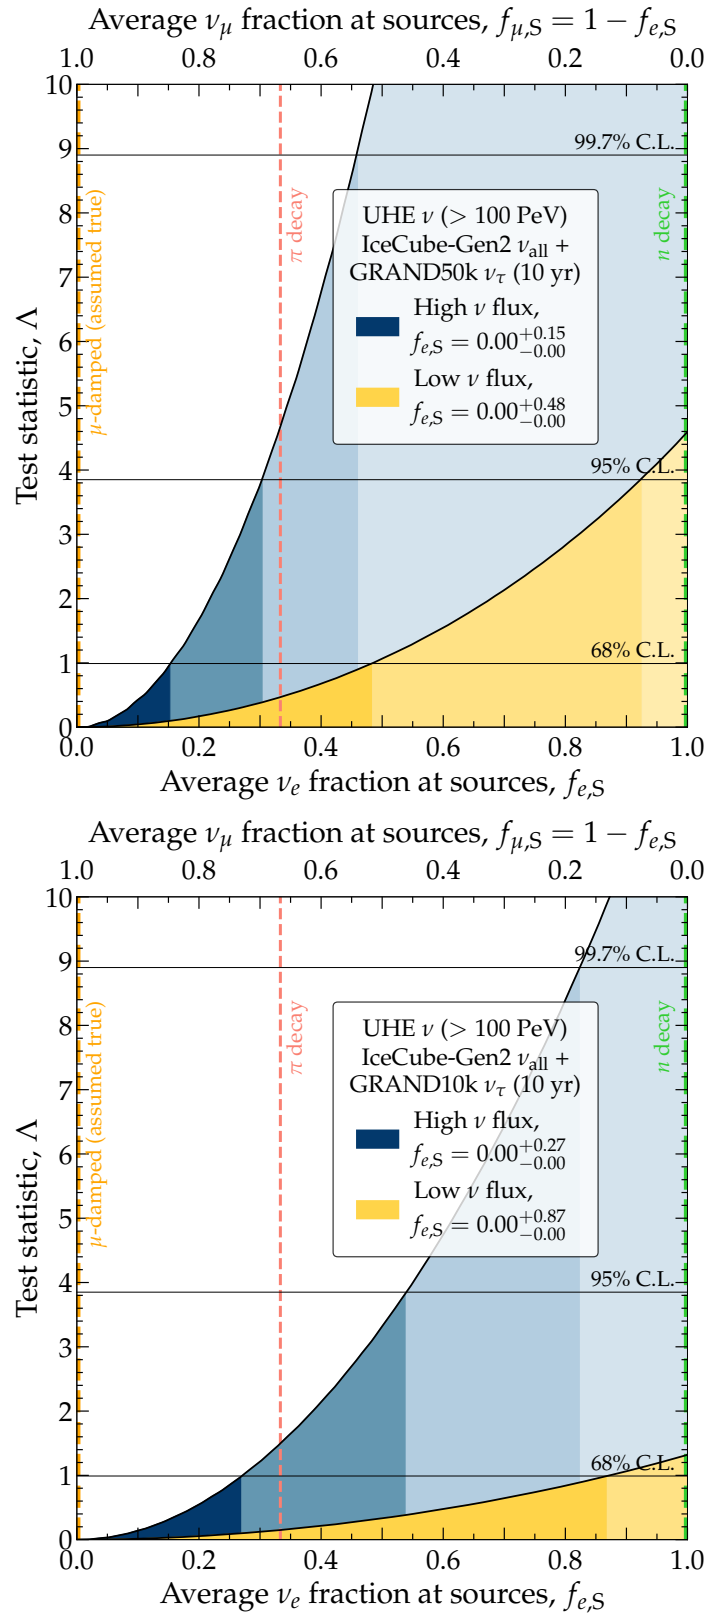 Average ν_μ fraction at sources, f_μ,S = 1 − f_e,S
1.0 0.8 0.6 0.4 0.2 0.0
10
9
8
7
6
5
4
3
2
1
0
Test statistic, Λ
99.7% C.L.
95% C.L.
68% C.L.
μ-damped (assumed true)
π decay
n decay
UHE ν (> 100 PeV)
IceCube-Gen2 ν_all +
GRAND50k ν_τ (10 yr)
High ν flux,
f_e,S = 0.00^{+0.15}_{−0.00}
Low ν flux,
f_e,S = 0.00^{+0.48}_{−0.00}
0.0 0.2 0.4 0.6 0.8 1.0
Average ν_e fraction at sources, f_e,S
Average ν_μ fraction at sources, f_μ,S = 1 − f_e,S
1.0 0.8 0.6 0.4 0.2 0.0
10
9
8
7
6
5
4
3
2
1
0
Test statistic, Λ
99.7% C.L.
95% C.L.
68% C.L.
μ-damped (assumed true)
π decay
n decay
UHE ν (> 100 PeV)
IceCube-Gen2 ν_all +
GRAND10k ν_τ (10 yr)
High ν flux,
f_e,S = 0.00^{+0.27}_{−0.00}
Low ν flux,
f_e,S = 0.00^{+0.87}_{−0.00}
0.0 0.2 0.4 0.6 0.8 1.0
Average ν_e fraction at sources, f_e,S